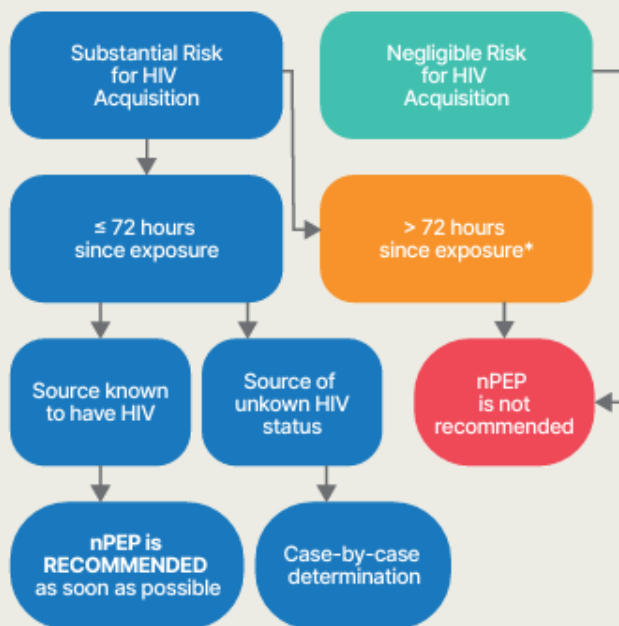 Substantial Risk
for HIV
Acquisition
Negligible Risk
for HIV
Acquisition
≤ 72 hours
since exposure
> 72 hours
since exposure*
Source known
to have HIV
Source of
unkown HIV
status
nPEP
is not
recommended
nPEP is
RECOMMENDED
as soon as possible
Case-by-case
determination